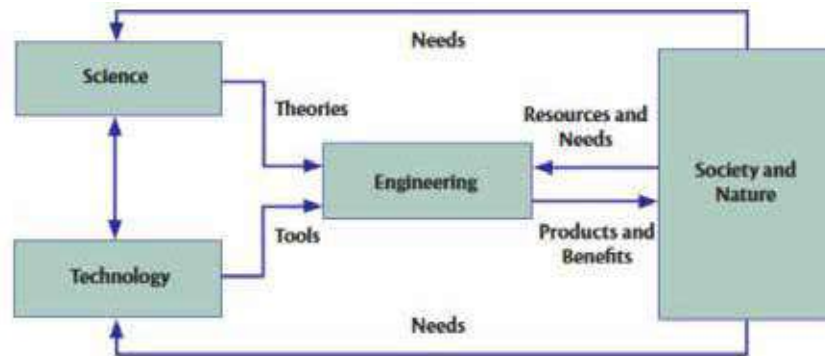 Needs
Science
Theories
Resources and
Needs
Engineering
Society and
Nature
Tools
Products and
Benefits
Technology
Needs